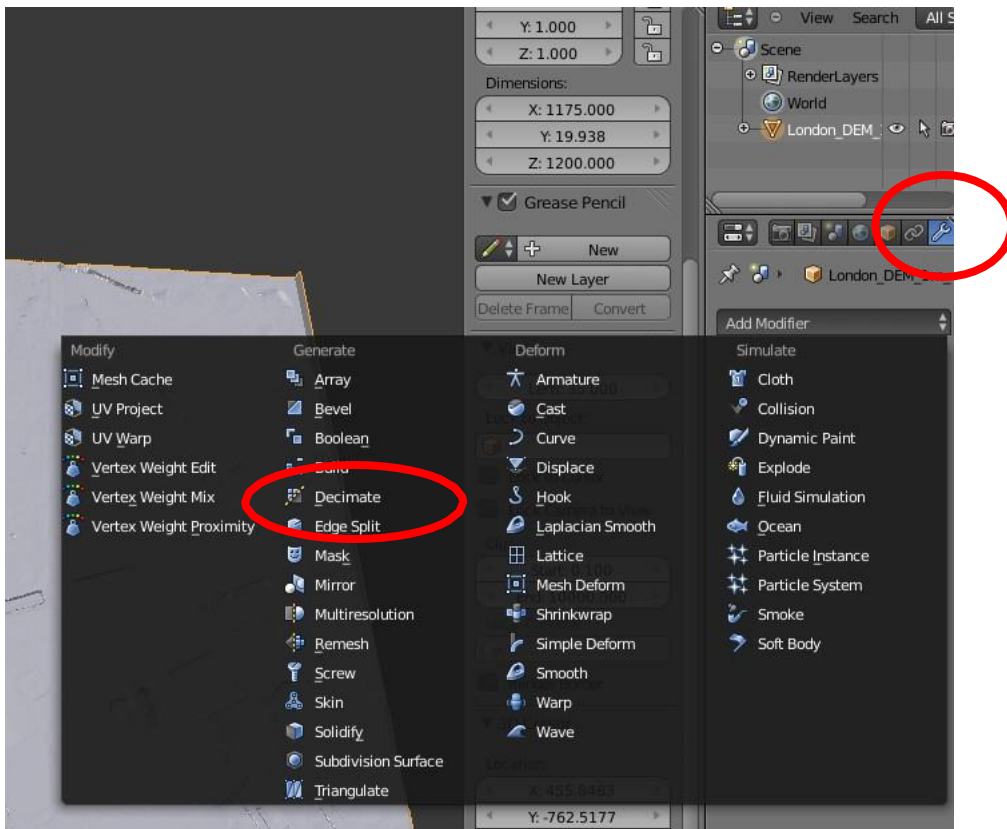 View Search All S
Y: 1.000
Z: 1.000
Dimensions:
X: 1175.000
Y: 19.938
Z: 1200.000
Grease Pencil
New
New Layer
Delete Frame Convert
Scene
RenderLayers
World
London_DEM_
London_DEM_
Add Modifier
Modify
Mesh Cache
UV Project
UV Warp
Vertex Weight Edit
Vertex Weight Mix
Vertex Weight Proximity
Generate
Array
Bevel
Boolean
Build
Decimate
Edge Split
Mask
Mirror
Multiresolution
Remesh
Screw
Skin
Solidify
Subdivision Surface
Triangulate
Deform
Armature
Cast
Curve
Displace
Hook
Laplacian Smooth
Lattice
Mesh Deform
Shrinkwrap
Simple Deform
Smooth
Warp
Wave
Simulate
Cloth
Collision
Dynamic Paint
Explode
Fluid Simulation
Ocean
Particle Instance
Particle System
Smoke
Soft Body
X: 455.8483
Y: -762.5177